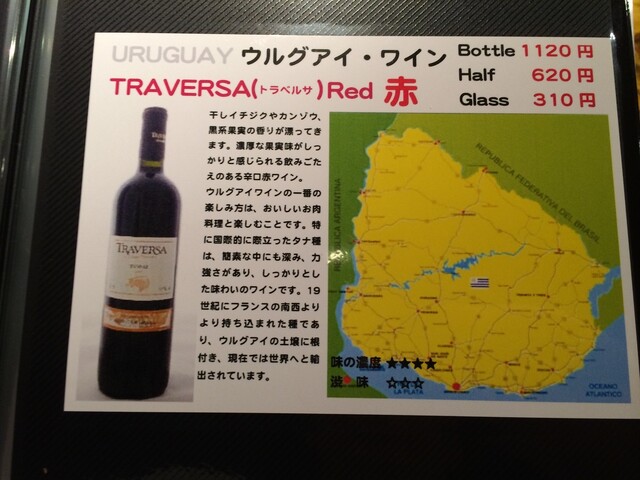 URUGUAY ウルグアイ・ワイン
Bottle 1120 円
TRAVERSA(トラベルサ)Red 赤
Half 620 円
Glass 310 円
干しイチジクやカンゾウ、
黒系果実の香りが漂ってき
ます。濃厚な果実味がしっ
かりと感じられる飲みごた
えのある辛口赤ワイン。
ウルグアイワインの一番の
楽しみ方は、おいしいお肉
料理と楽しむことです。特
に国際的に際立ったタナ種
は、簡素な中にも深み、力
強さがあり、しっかりとし
た味わいのワインです。19
世紀にフランスの南西より
より持ち込まれた種であ
り、ウルグアイの土壌に根
付き、現在では世界へと輸
出されています。
TRAVERSA
REPUBLICA ARGENTINA
REPUBLICA FEDERATIVA DEL BRASIL
味の濃度 ★★★★
渋 味 ☆☆☆
LA PLATA
OCEANO
ATLANTICO